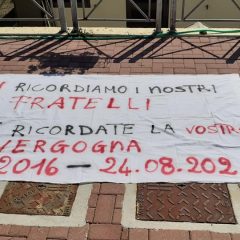 RICORDIAMO I NOSTRI
FRATELLI
E RICORDATE LA VOSTR
VERGOGNA
2016 - 24.08.202